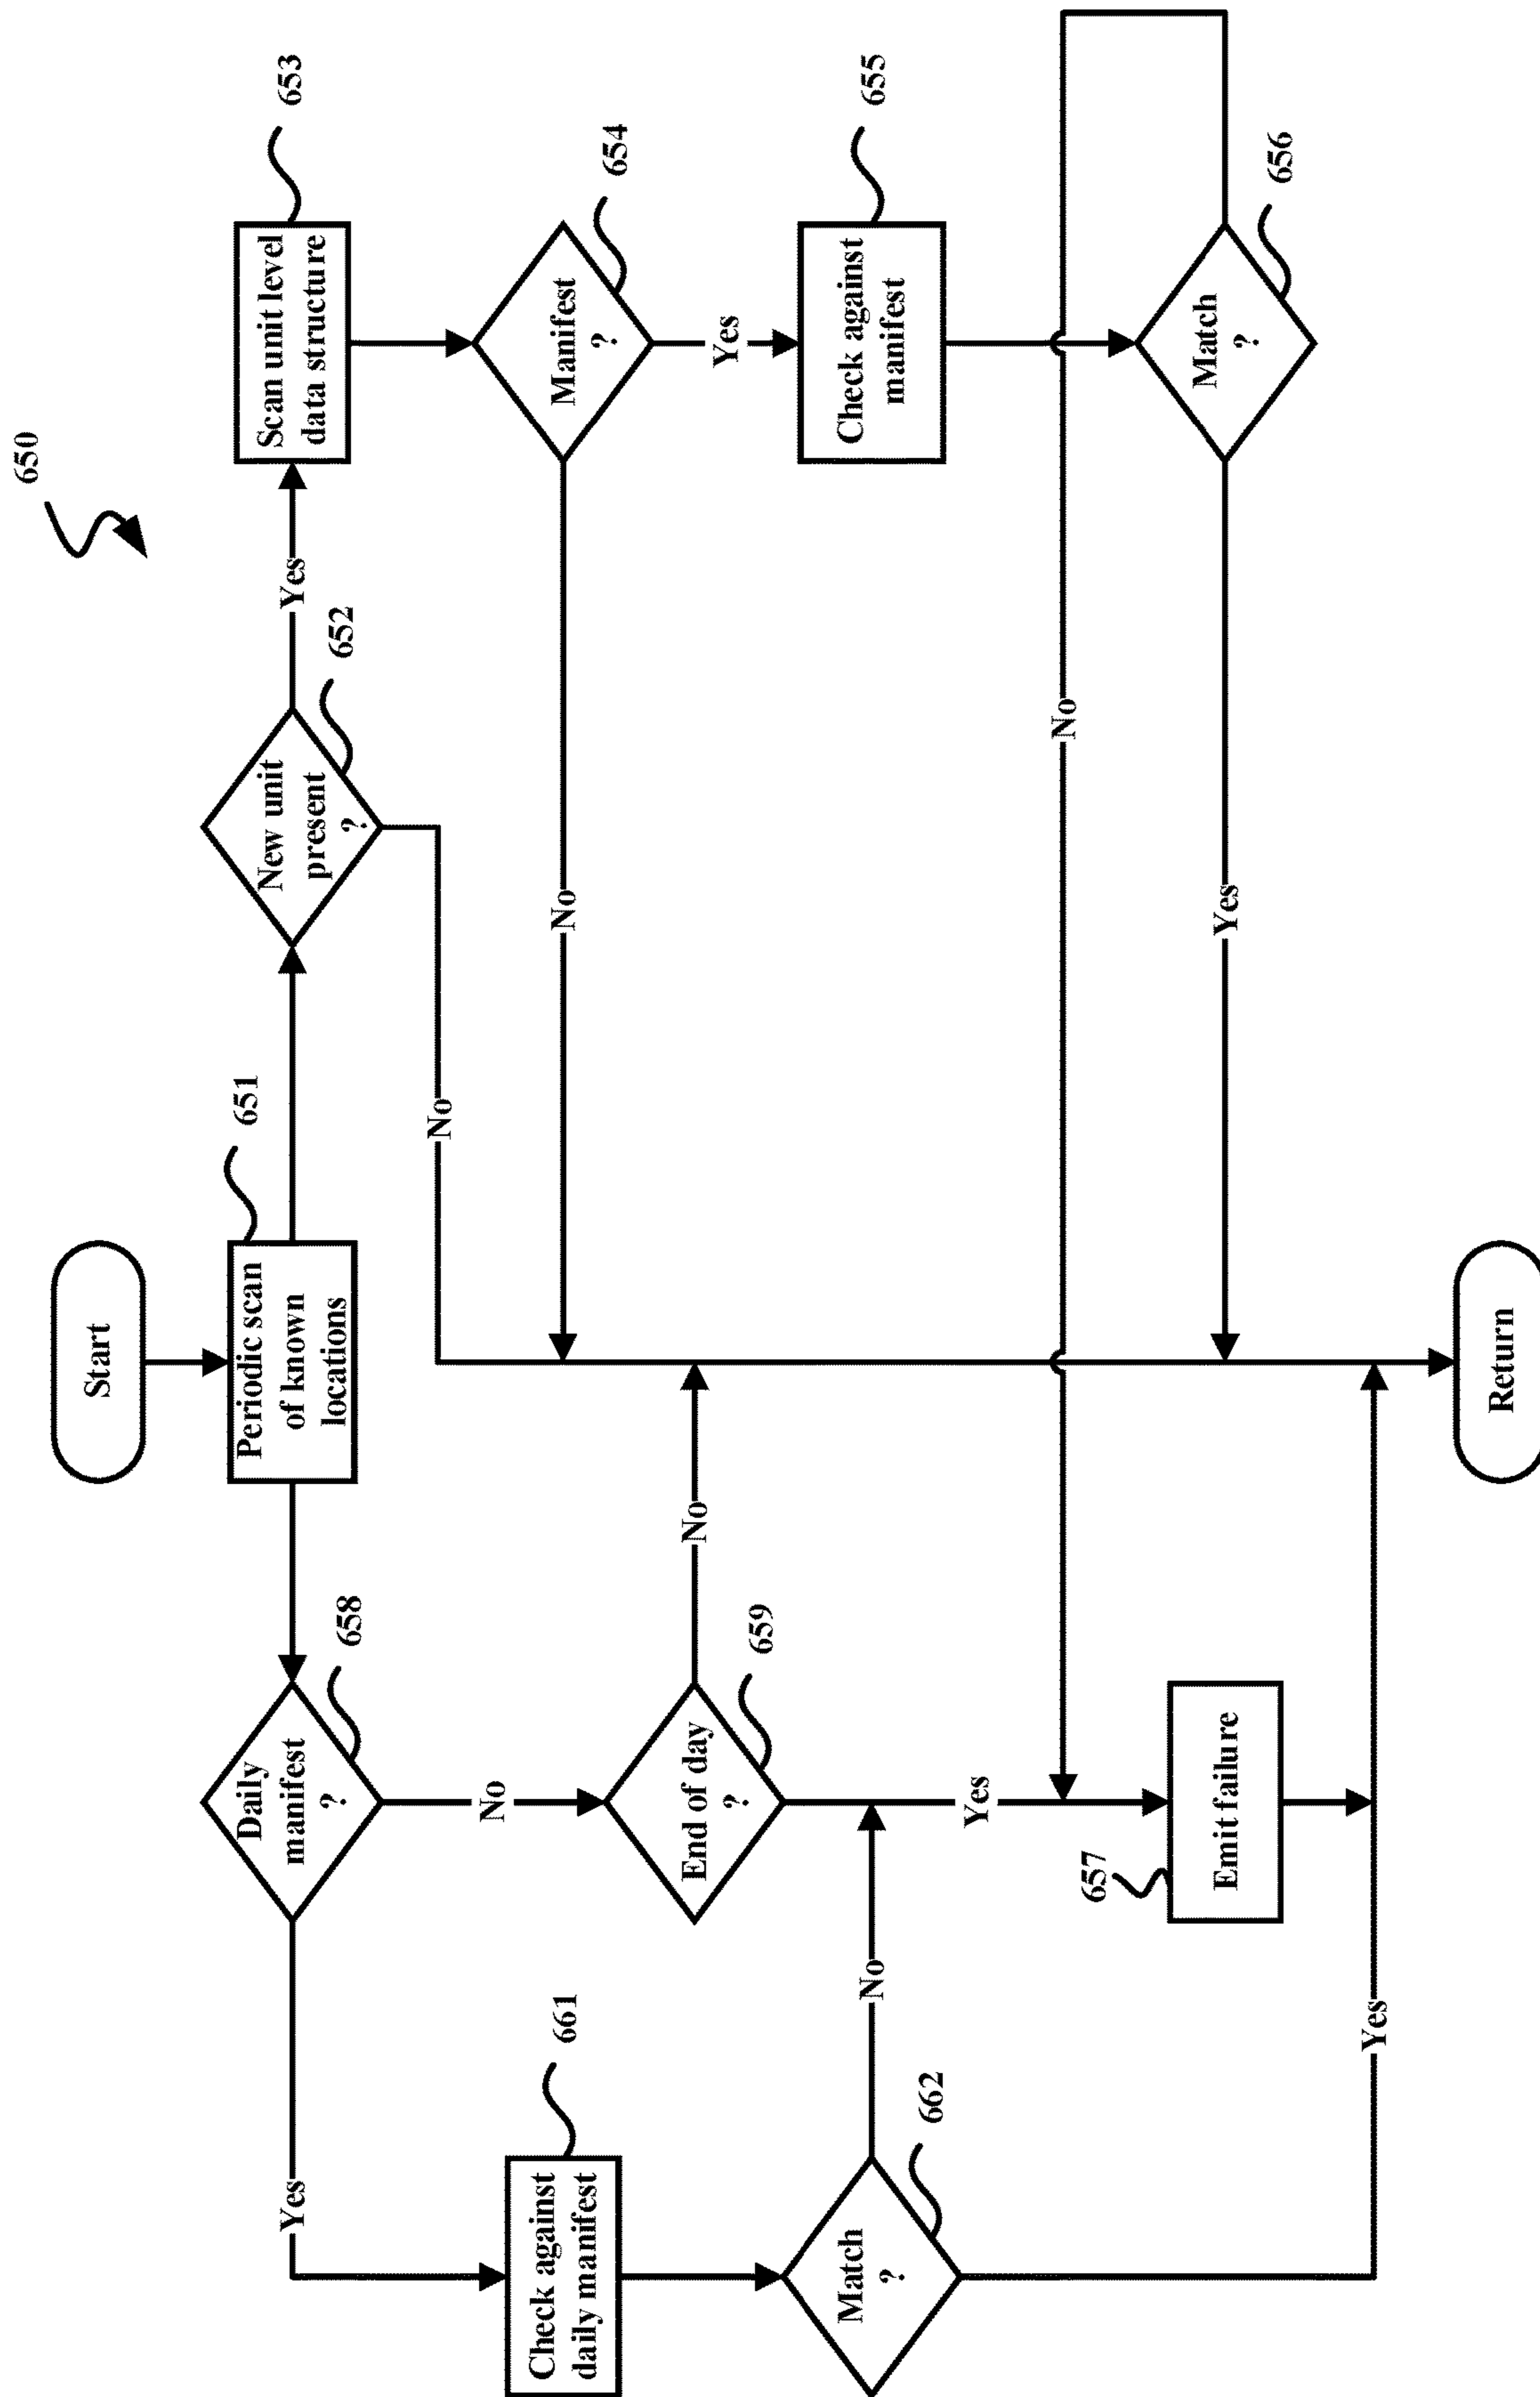 650
Start
651
Periodic scan
of known
locations
658
Daily
manifest
?
652
New unit
present
?
Yes
653
Scan unit level
data structure
Yes
No
No
654
Manifest
?
No
Yes
661
Check against
daily manifest
659
End of day
?
No
655
Check against
manifest
662
Match
?
No
Yes
No
656
Match
?
Yes
657
Emit failure
Yes
Return